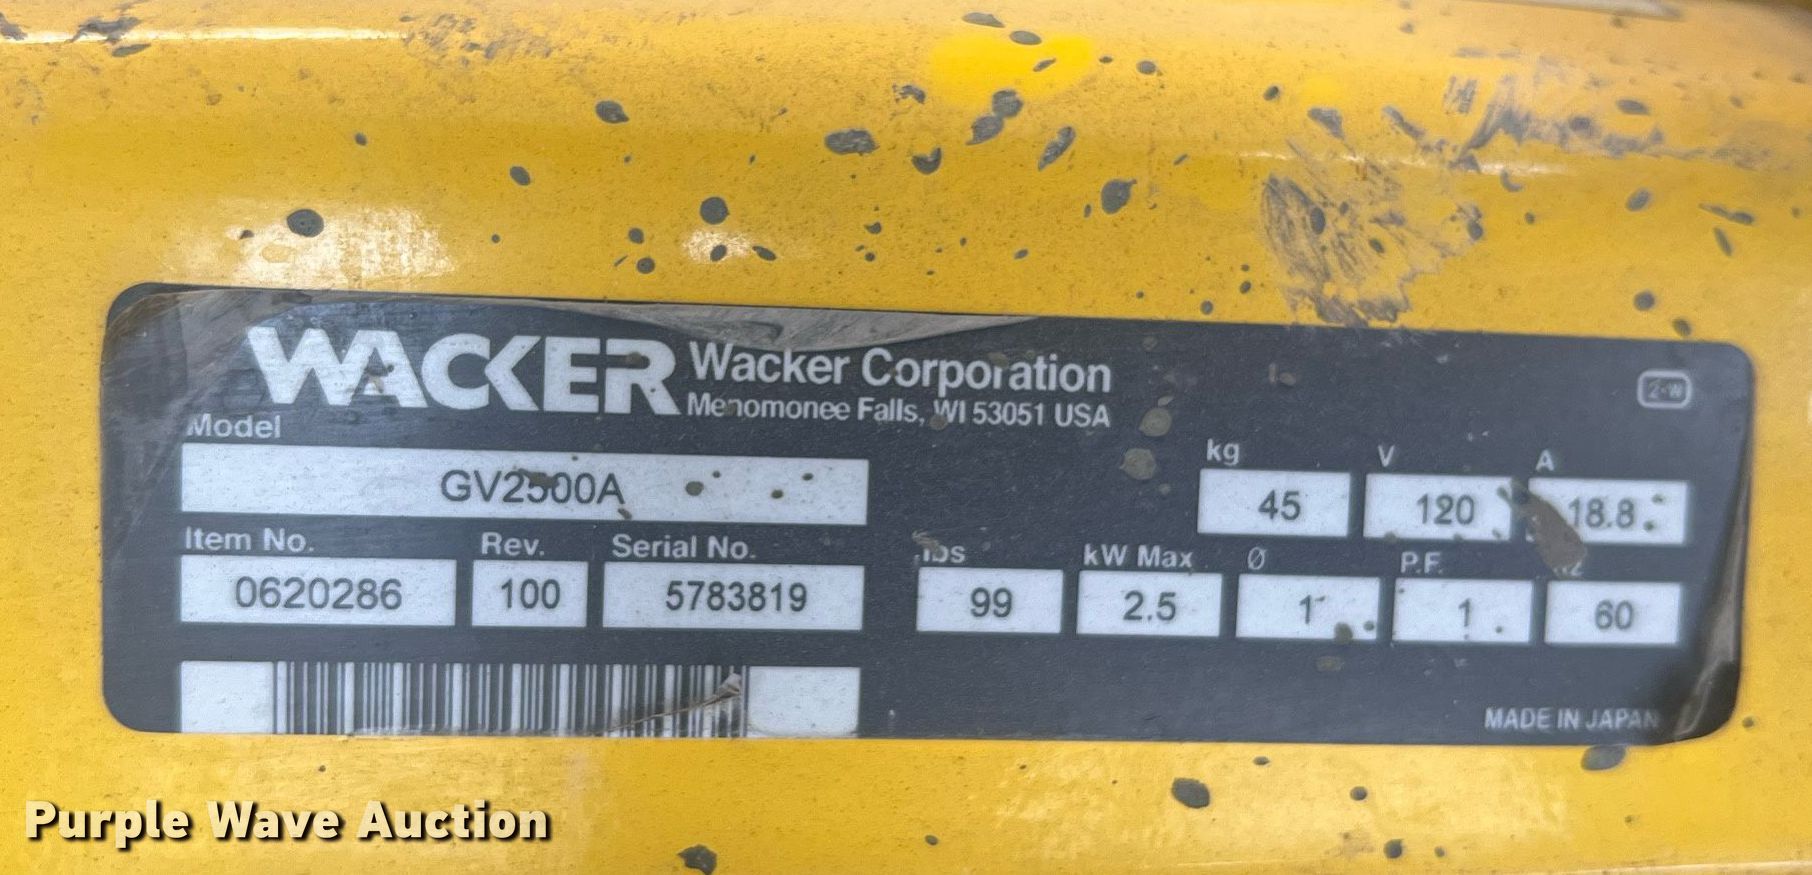 WACKER Wacker Corporation
Menomonee Falls, WI 53051 USA
2-W
Model
GV2500A
kg V A
45 120 18.8
Item No. Rev. Serial No.
0620286 100 5783819
lbs kW Max Ø P.F. Hz
99 2.5 1 1 60
MADE IN JAPAN
Purple Wave Auction